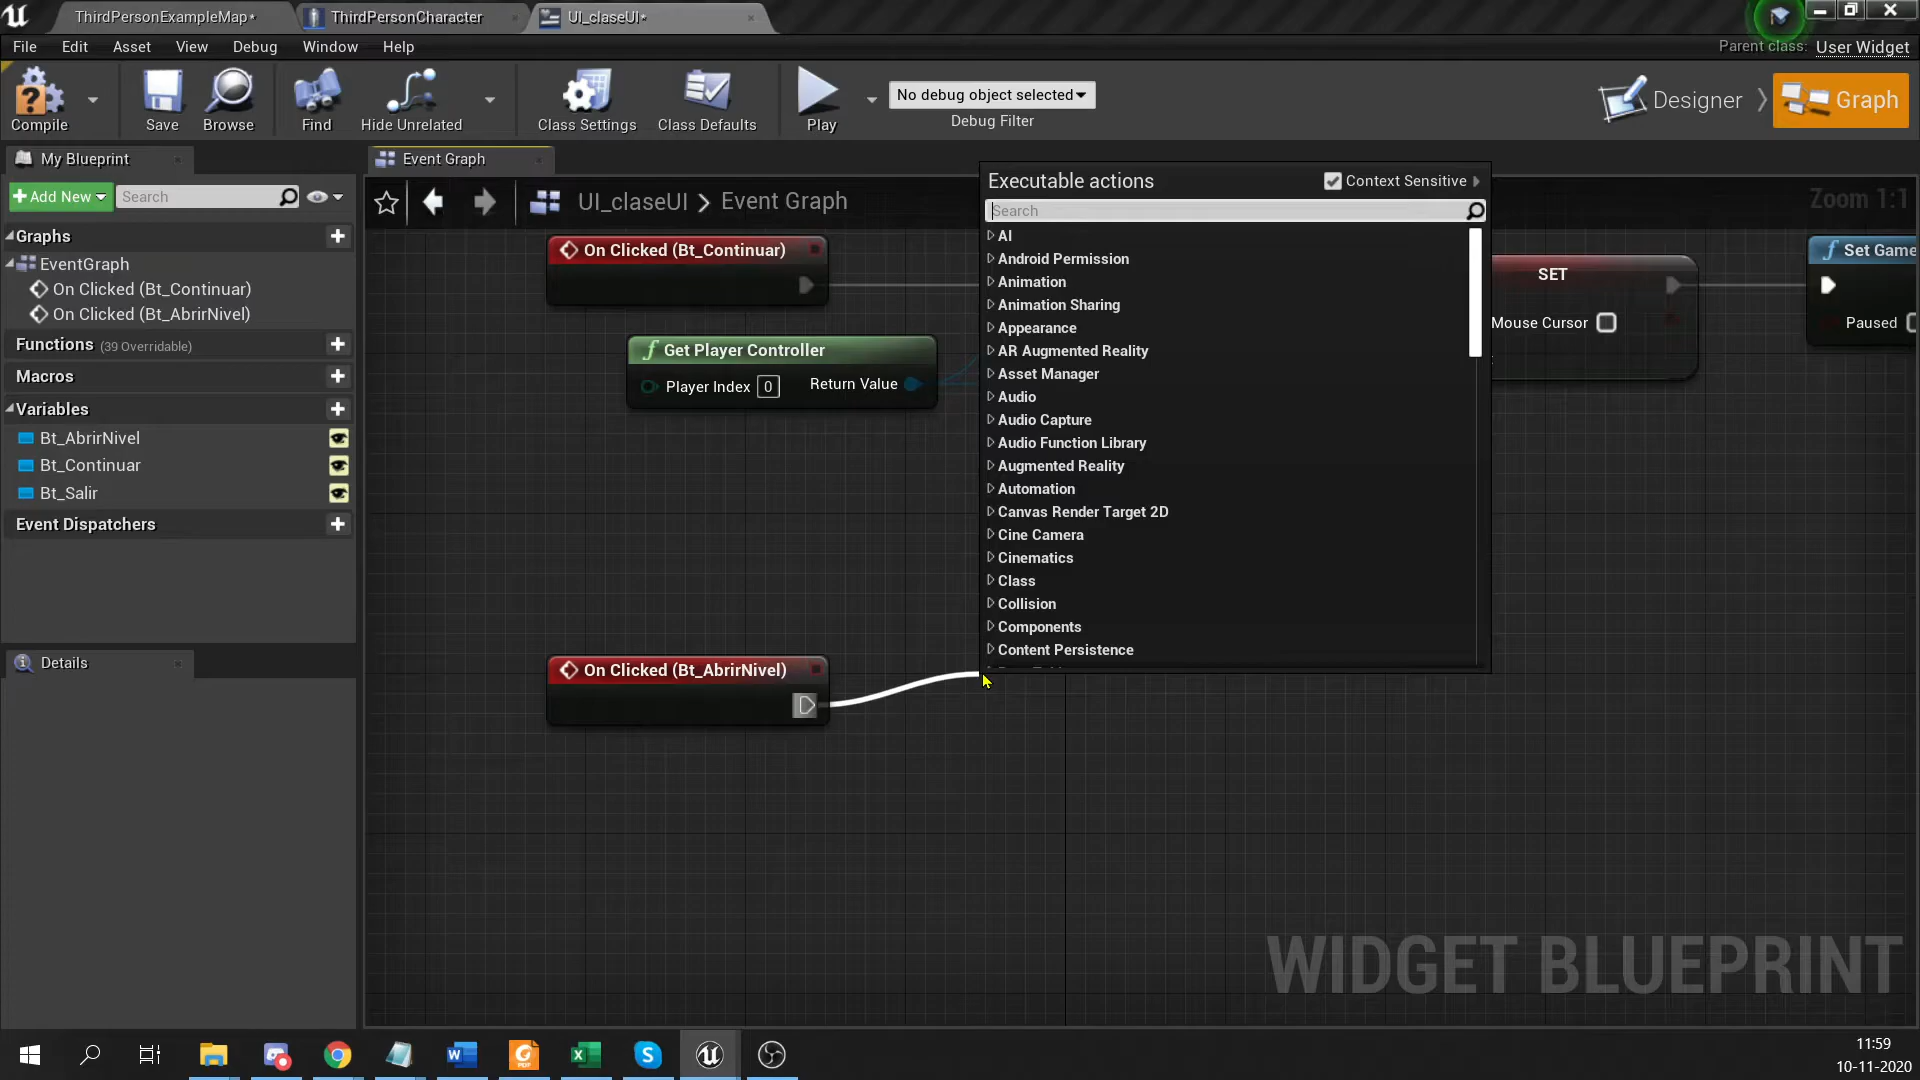 ThirdPersonExampleMap*
ThirdPersonCharacter
UI_claseUI*
File
Edit
Asset
View
Debug
Window
Help
Parent class:
User Widget
Compile
Save
Browse
Find
Hide Unrelated
Class Settings
Class Defaults
Play
No debug object selected
Debug Filter
Designer
Graph
My Blueprint
Event Graph
Add New
Search
UI_claseUI > Event Graph
Zoom 1:1
Graphs
EventGraph
On Clicked (Bt_Continuar)
On Clicked (Bt_AbrirNivel)
Functions (39 Overridable)
Macros
Variables
Bt_AbrirNivel
Bt_Continuar
Bt_Salir
Event Dispatchers
Details
On Clicked (Bt_Continuar)
Get Player Controller
Player Index 0
Return Value
Executable actions
Context Sensitive
Search
AI
Android Permission
Animation
Animation Sharing
Appearance
AR Augmented Reality
Asset Manager
Audio
Audio Capture
Audio Function Library
Augmented Reality
Automation
Canvas Render Target 2D
Cine Camera
Cinematics
Class
Collision
Components
Content Persistence
SET
Mouse Cursor
Set Game
Paused
On Clicked (Bt_AbrirNivel)
WIDGET BLUEPRINT
11:59
10-11-2020